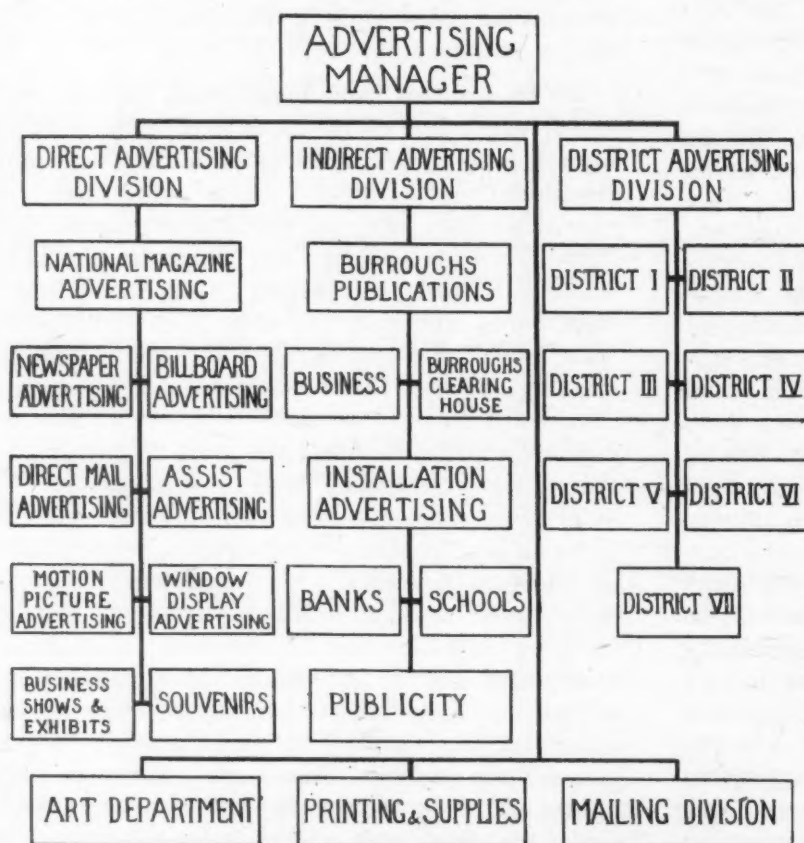 ADVERTISING
MANAGER
DIRECT ADVERTISING
DIVISION
INDIRECT ADVERTISING
DIVISION
DISTRICT ADVERTISING
DIVISION
NATIONAL MAGAZINE
ADVERTISING
BURROUGHS
PUBLICATIONS
DISTRICT I
DISTRICT II
NEWSPAPER
ADVERTISING
BILLBOARD
ADVERTISING
BUSINESS
BURROUGHS
CLEARING
HOUSE
DISTRICT III
DISTRICT IV
DIRECT MAIL
ADVERTISING
ASSIST
ADVERTISING
INSTALLATION
ADVERTISING
DISTRICT V
DISTRICT VI
MOTION
PICTURE
ADVERTISING
WINDOW
DISPLAY
ADVERTISING
BANKS
SCHOOLS
DISTRICT VII
BUSINESS
SHOWS &
EXHIBITS
SOUVENIRS
PUBLICITY
ART DEPARTMENT
PRINTING & SUPPLIES
MAILING DIVISION